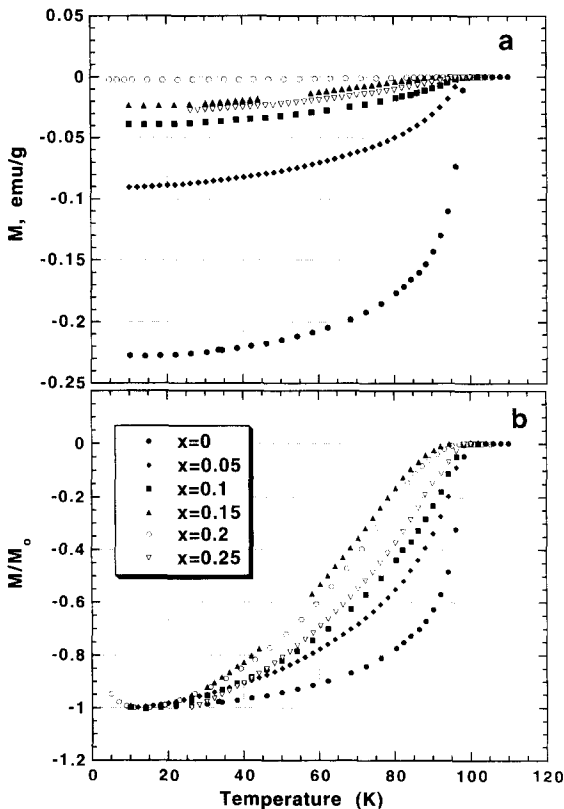 a
0.05
0
-0.05
-0.1
-0.15
-0.2
-0.25
M, emu/g
b
0
-0.2
-0.4
-0.6
-0.8
-1
-1.2
M/Mo
x=0
x=0.05
x=0.1
x=0.15
x=0.2
x=0.25
0 20 40 60 80 100 120
Temperature (K)